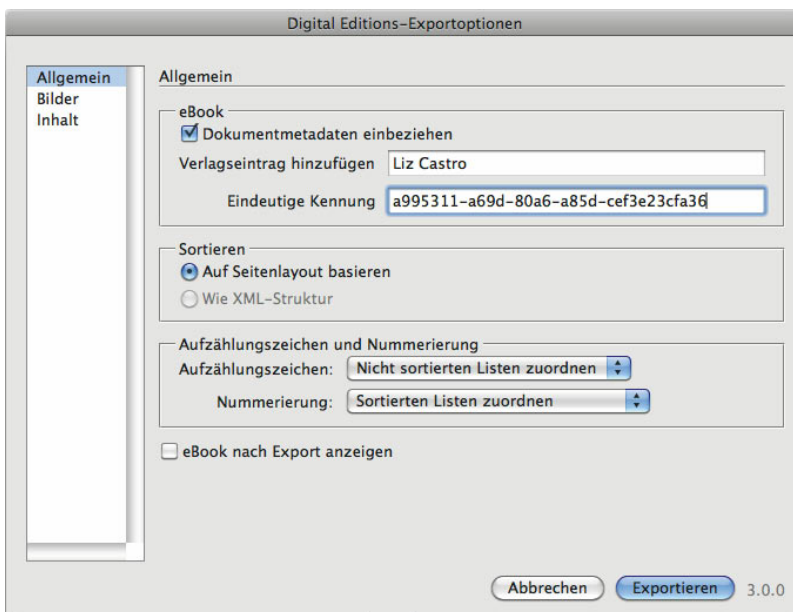 Digital Editions-Exportoptionen
Allgemein
Bilder
Inhalt
Allgemein
eBook
Dokumentmetadaten einbeziehen
Verlagseintrag hinzufügen Liz Castro
Eindeutige Kennung a995311-a69d-80a6-a85d-cef3e23cfa36
Sortieren
Auf Seitenlayout basieren
Wie XML-Struktur
Aufzählungszeichen und Nummerierung
Aufzählungszeichen: Nicht sortierten Listen zuordnen
Nummerierung: Sortierten Listen zuordnen
eBook nach Export anzeigen
Abbrechen Exportieren 3.0.0